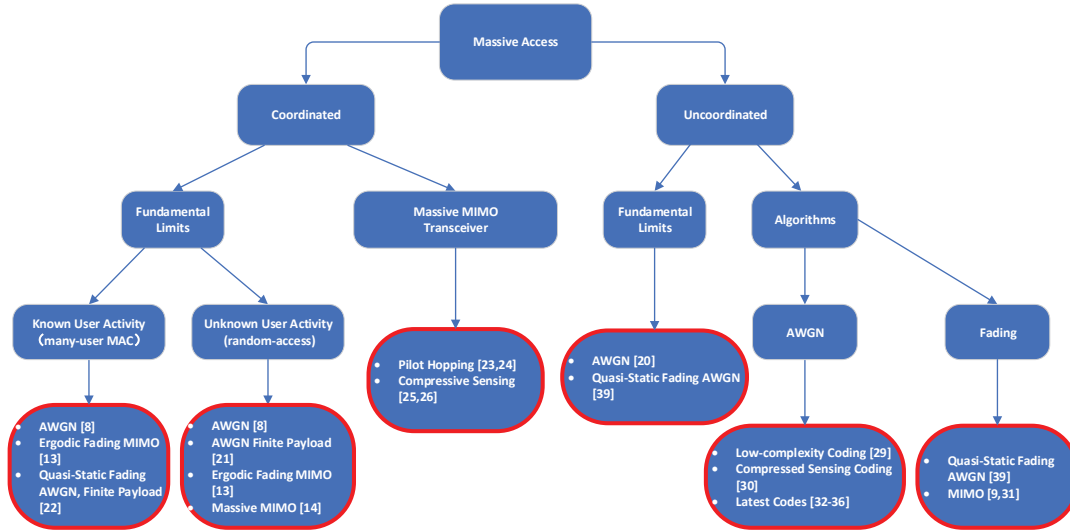 Massive Access
Coordinated
Uncoordinated
Fundamental
Limits
Massive MIMO
Transceiver
Fundamental
Limits
Algorithms
Known User Activity
(many-user MAC)
Unknown User Activity
(random-access)
AWGN
Fading
• AWGN [8]
• Ergodic Fading MIMO
[13]
• Quasi-Static Fading
AWGN, Finite Payload
[22]
• AWGN [8]
• AWGN Finite Payload
[21]
• Ergodic Fading MIMO
[13]
• Massive MIMO [14]
• Pilot Hopping [23,24]
• Compressive Sensing
[25,26]
• AWGN [20]
• Quasi-Static Fading AWGN
[39]
• Low-complexity Coding [29]
• Compressed Sensing Coding
[30]
• Latest Codes [32-36]
• Quasi-Static Fading
AWGN [39]
• MIMO [9,31]